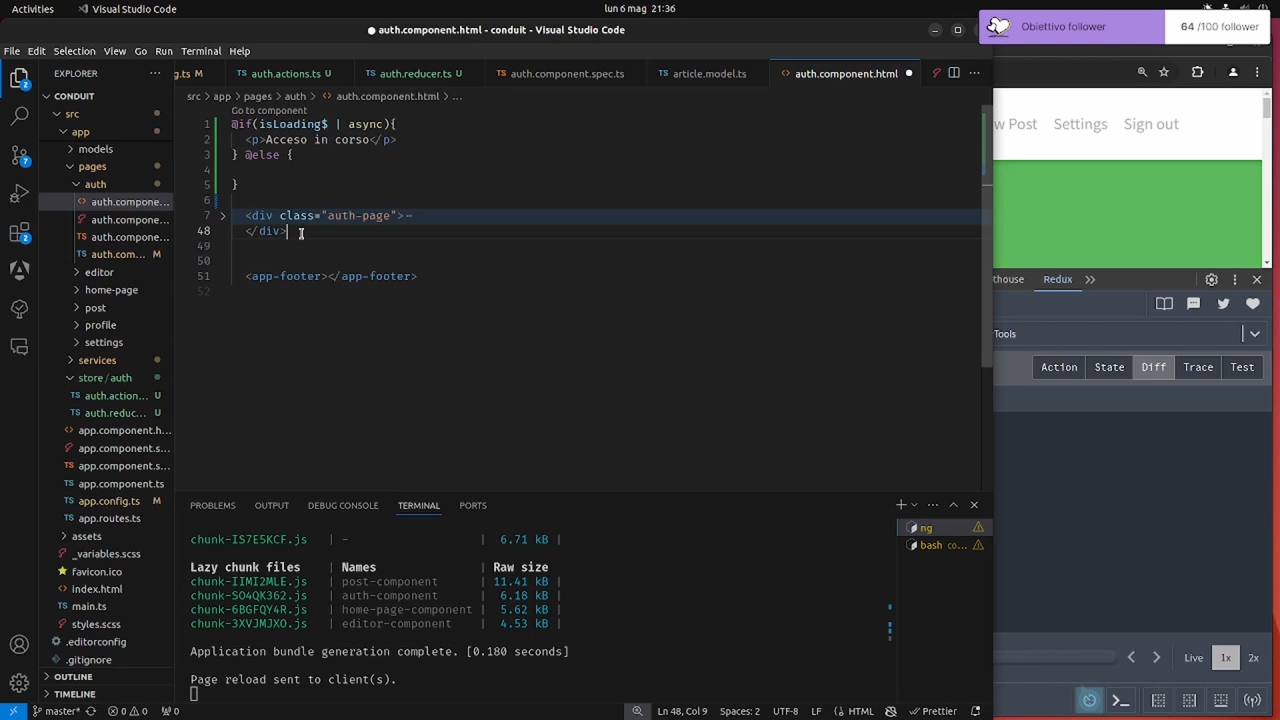 Activities
Visual Studio Code
lun 6 mag 21:36
auth.component.html - conduit - Visual Studio Code
Obiettivo follower
64 /100 follower
File Edit Selection View Go Run Terminal Help
EXPLORER
g.ts M
auth.actions.ts U
auth.reducer.ts U
auth.component.spec.ts
article.model.ts
auth.component.html
src > app > pages > auth > auth.component.html > ...
CONDUIT
src
app
models
pages
auth
auth.compone...
auth.compone...
auth.compone...
auth.com...
editor
home-page
post
profile
settings
services
store/auth
auth.action... U
auth.reduc... U
app.component.h...
app.component.s...
app.component.s...
app.component.ts
app.config.ts M
app.routes.ts
assets
_variables.scss
favicon.ico
index.html
main.ts
styles.scss
.editorconfig
.gitignore
OUTLINE
TIMELINE
2
7
2
Go to component
1 @if(isLoading$ | async){
2 <p>Acceso in corso</p>
3 } @else {
4
5 }
6
7 <div class="auth-page">
48 </div>
49
50
51 <app-footer></app-footer>
52
PROBLEMS OUTPUT DEBUG CONSOLE TERMINAL PORTS
chunk-IS7E5KCF.js | - | 6.71 kB |
Lazy chunk files | Names | Raw size
chunk-IIMI2MLE.js | post-component | 11.41 kB |
chunk-SO4QK362.js | auth-component | 6.18 kB |
chunk-6BGFQY4R.js | home-page-component | 5.62 kB |
chunk-3XVJMJXO.js | editor-component | 4.53 kB |
Application bundle generation complete. [0.180 seconds]
Page reload sent to client(s).
ng
bash co...
w Post Settings Sign out
thouse Redux
Tools
Action State Diff Trace Test
Live 1x 2x
master* 0 0 0
Ln 48, Col 9 Spaces: 2 UTF-8 LF HTML Prettier